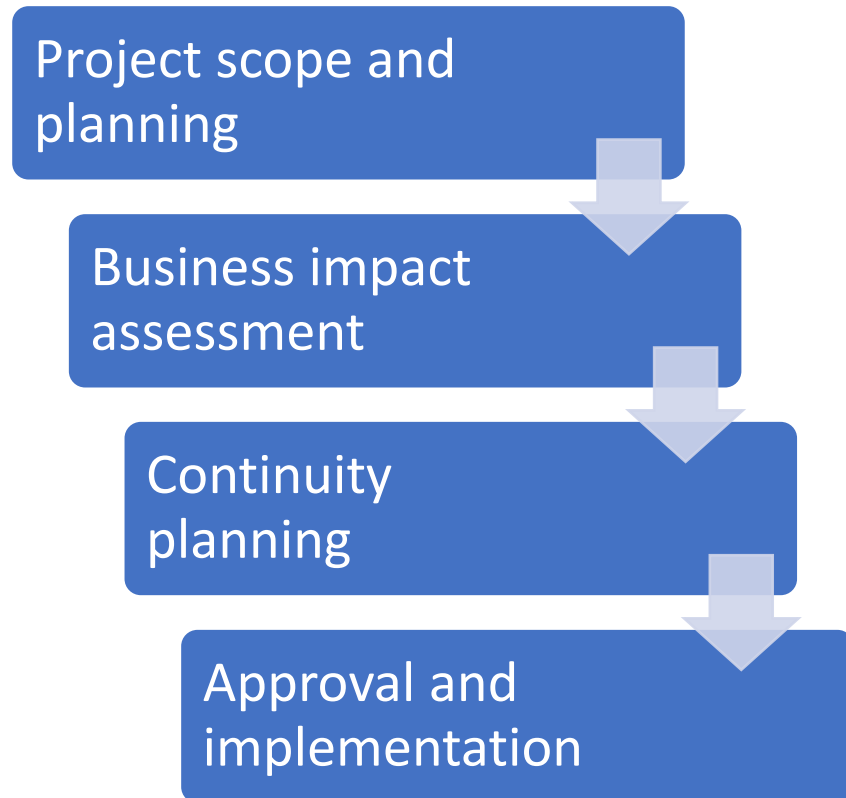 Project scope and
planning
Business impact
assessment
Continuity
planning
Approval and
implementation